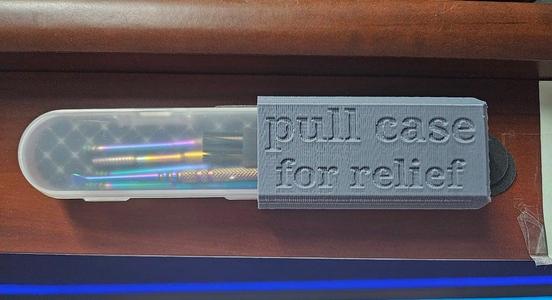 pull case
for relief